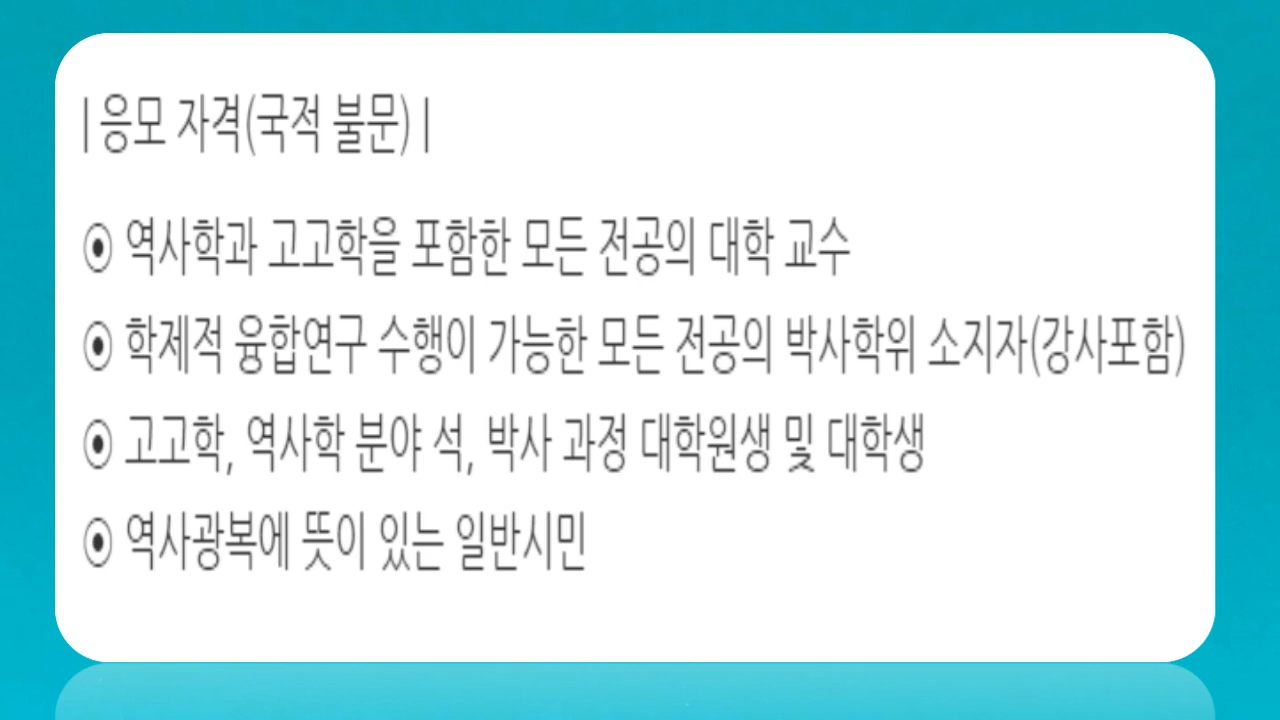 | 응모 자격(국적 불문) |
⊙ 역사학과 고고학을 포함한 모든 전공의 대학 교수
⊙ 학제적 융합연구 수행이 가능한 모든 전공의 박사학위 소지자(강사포함)
⊙ 고고학, 역사학 분야 석, 박사 과정 대학원생 및 대학생
⊙ 역사광복에 뜻이 있는 일반시민